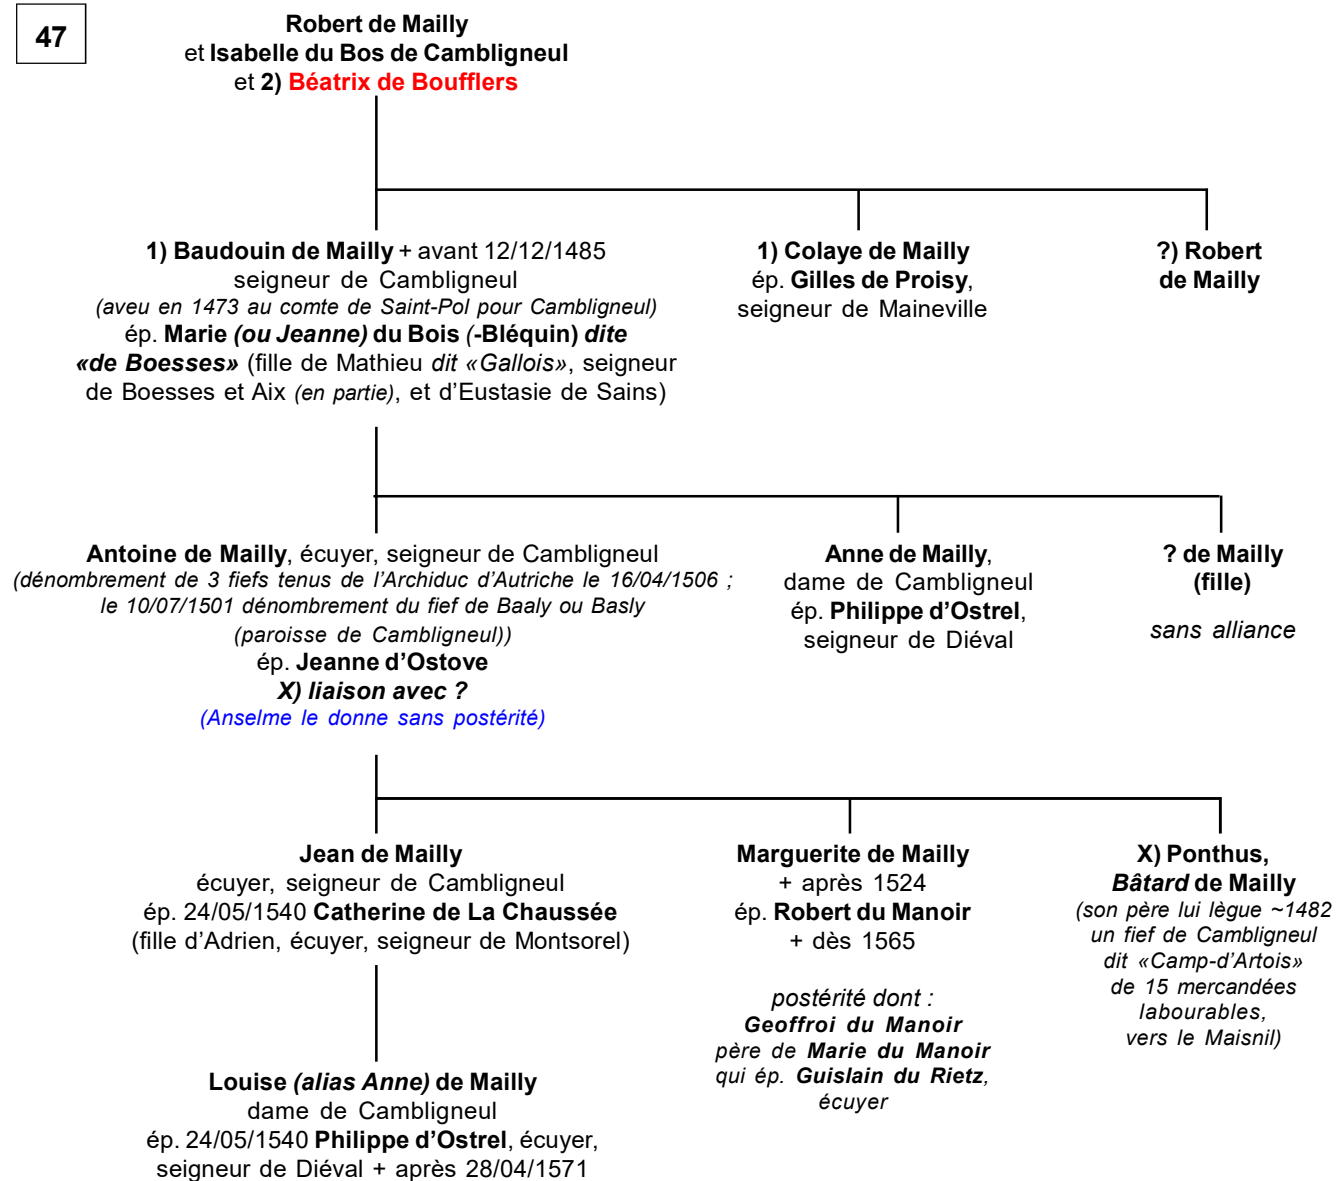 47
Robert de Mailly
et Isabelle du Bos de Cambligneul
et 2) Béatrix de Boufflers
1) Baudouin de Mailly + avant 12/12/1485
seigneur de Cambligneul
(aveu en 1473 au comte de Saint-Pol pour Cambligneul)
ép. Marie (ou Jeanne) du Bois (-Bléquin) dite
«de Boesses» (fille de Mathieu dit «Gallois», seigneur
de Boesses et Aix (en partie), et d'Eustasie de Sains)
1) Colaye de Mailly
ép. Gilles de Proisy,
seigneur de Maineville
?) Robert
de Mailly
Antoine de Mailly, écuyer, seigneur de Cambligneul
(dénombrement de 3 fiefs tenus de l'Archiduc d'Autriche le 16/04/1506 ;
le 10/07/1501 dénombrement du fief de Baaly ou Basly
(paroisse de Cambligneul))
ép. Jeanne d'Ostove
X) liaison avec ?
(Anselme le donne sans postérité)
Anne de Mailly,
dame de Cambligneul
ép. Philippe d'Ostrel,
seigneur de Diéval
? de Mailly
(fille)
sans alliance
Jean de Mailly
écuyer, seigneur de Cambligneul
ép. 24/05/1540 Catherine de La Chaussée
(fille d'Adrien, écuyer, seigneur de Montsorel)
Marguerite de Mailly
+ après 1524
ép. Robert du Manoir
+ dès 1565
postérité dont :
Geoffroi du Manoir
père de Marie du Manoir
qui ép. Guislain du Rietz,
écuyer
X) Ponthus,
Bâtard de Mailly
(son père lui lègue ~1482
un fief de Cambligneul
dit «Camp-d'Artois»
de 15 mercandées
labourables,
vers le Maisnil)
Louise (alias Anne) de Mailly
dame de Cambligneul
ép. 24/05/1540 Philippe d'Ostrel, écuyer,
seigneur de Diéval + après 28/04/1571